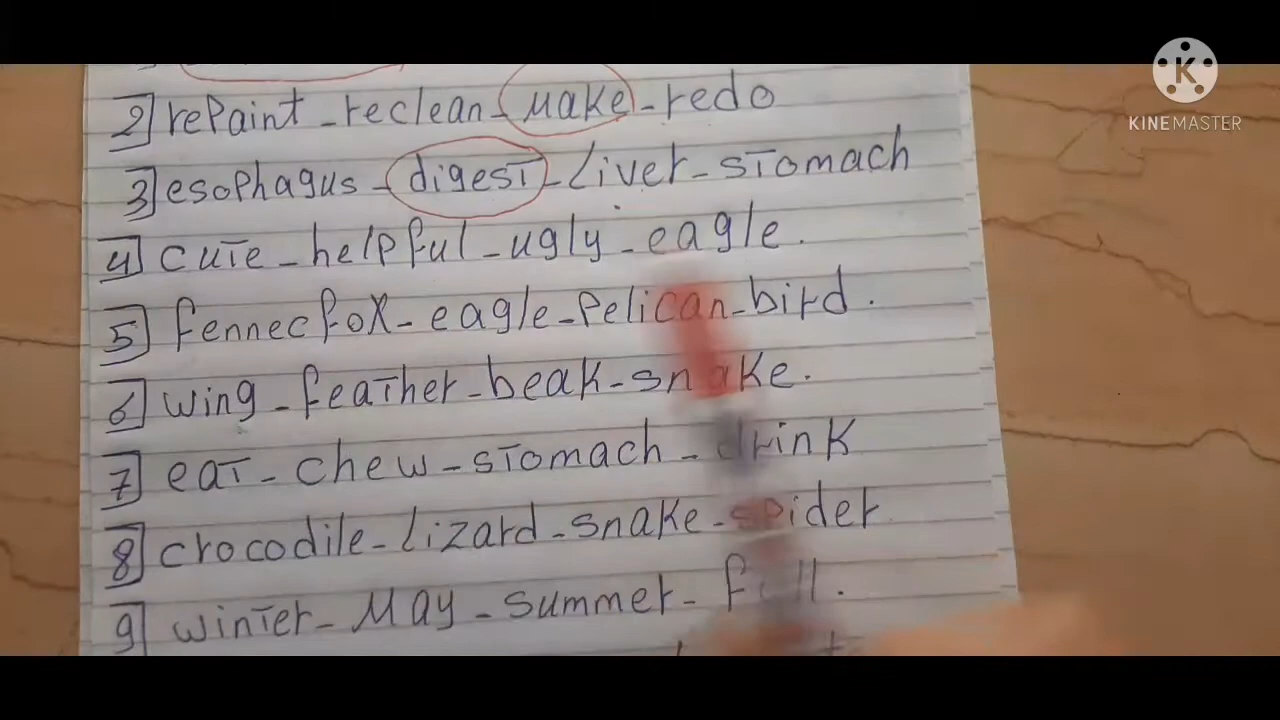 2] rePaint - reclean - Make - redo
3] esophagus - digest - liver - stomach
4] cute - helpful - ugly - eagle.
5] fennec fox - eagle - Pelican - bird.
6] wing - feather - beak - snake.
7] eat - chew - stomach - drink
8] crocodile - lizard - snake - spider
9] winter - May - summer - fall.
KINEMASTER